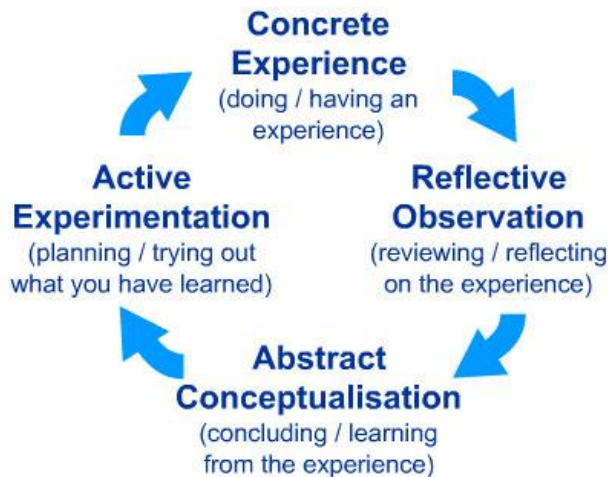 Concrete
Experience
(doing / having an
experience)
Reflective
Observation
(reviewing / reflecting
on the experience)
Abstract
Conceptualisation
(concluding / learning
from the experience)
Active
Experimentation
(planning / trying out
what you have learned)